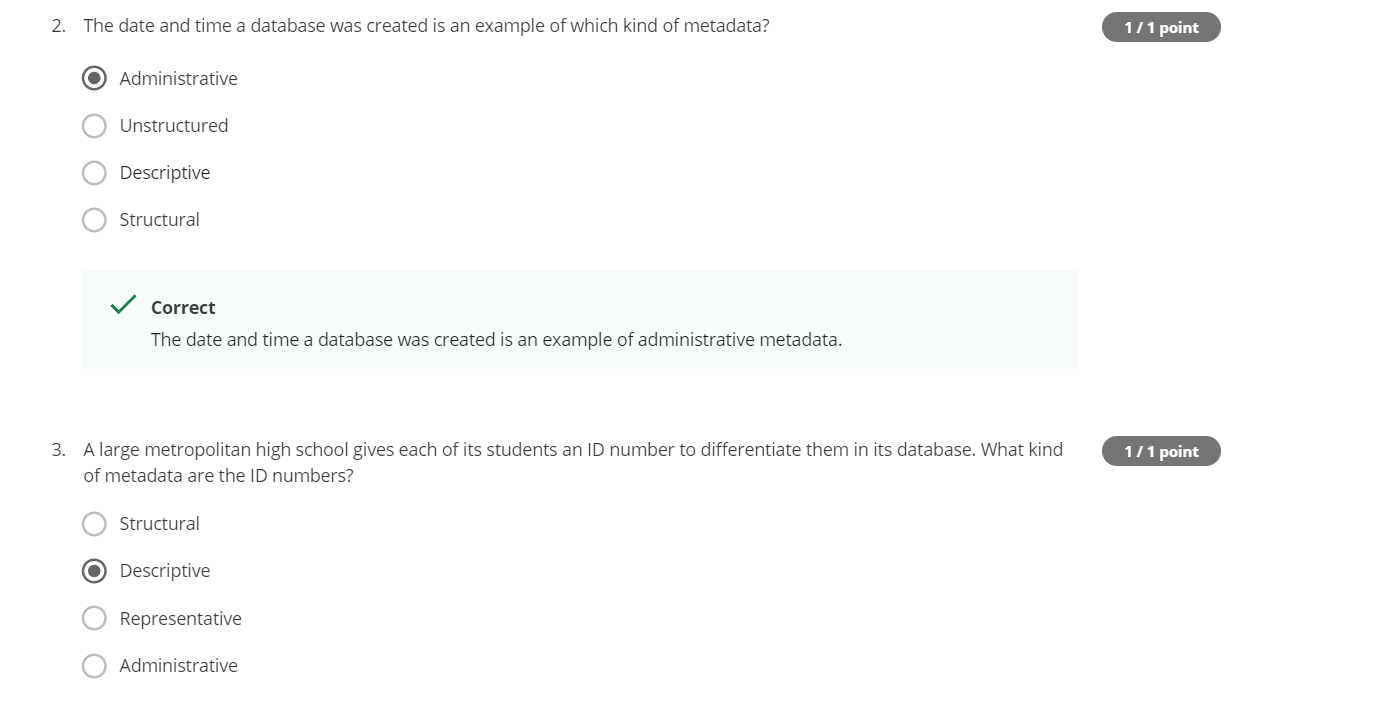 2. The date and time a database was created is an example of which kind of metadata?
1 / 1 point
Administrative
Unstructured
Descriptive
Structural
Correct
The date and time a database was created is an example of administrative metadata.
3. A large metropolitan high school gives each of its students an ID number to differentiate them in its database. What kind
of metadata are the ID numbers?
1 / 1 point
Structural
Descriptive
Representative
Administrative